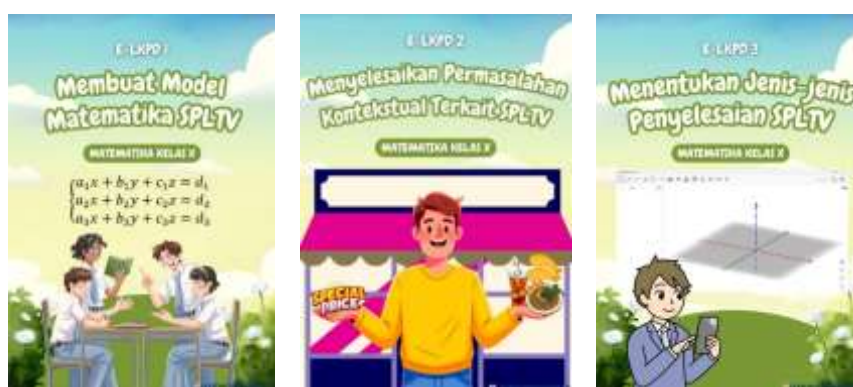 E-LKPD 1
Membuat Model
Matematika SPLTV
MATEMATIKA KELAS X
a₁x + b₁y + c₁z = d₁
a₂x + b₂y + c₂z = d₂
a₃x + b₃y + c₃z = d₃
E-LKPD 2
Menyelesaikan Permasalahan
Kontekstual Terkait SPLTV
MATEMATIKA KELAS X
SPECIAL
PRICES
E-LKPD 3
Menentukan Jenis-Jenis
Penyelesaian SPLTV
MATEMATIKA KELAS X